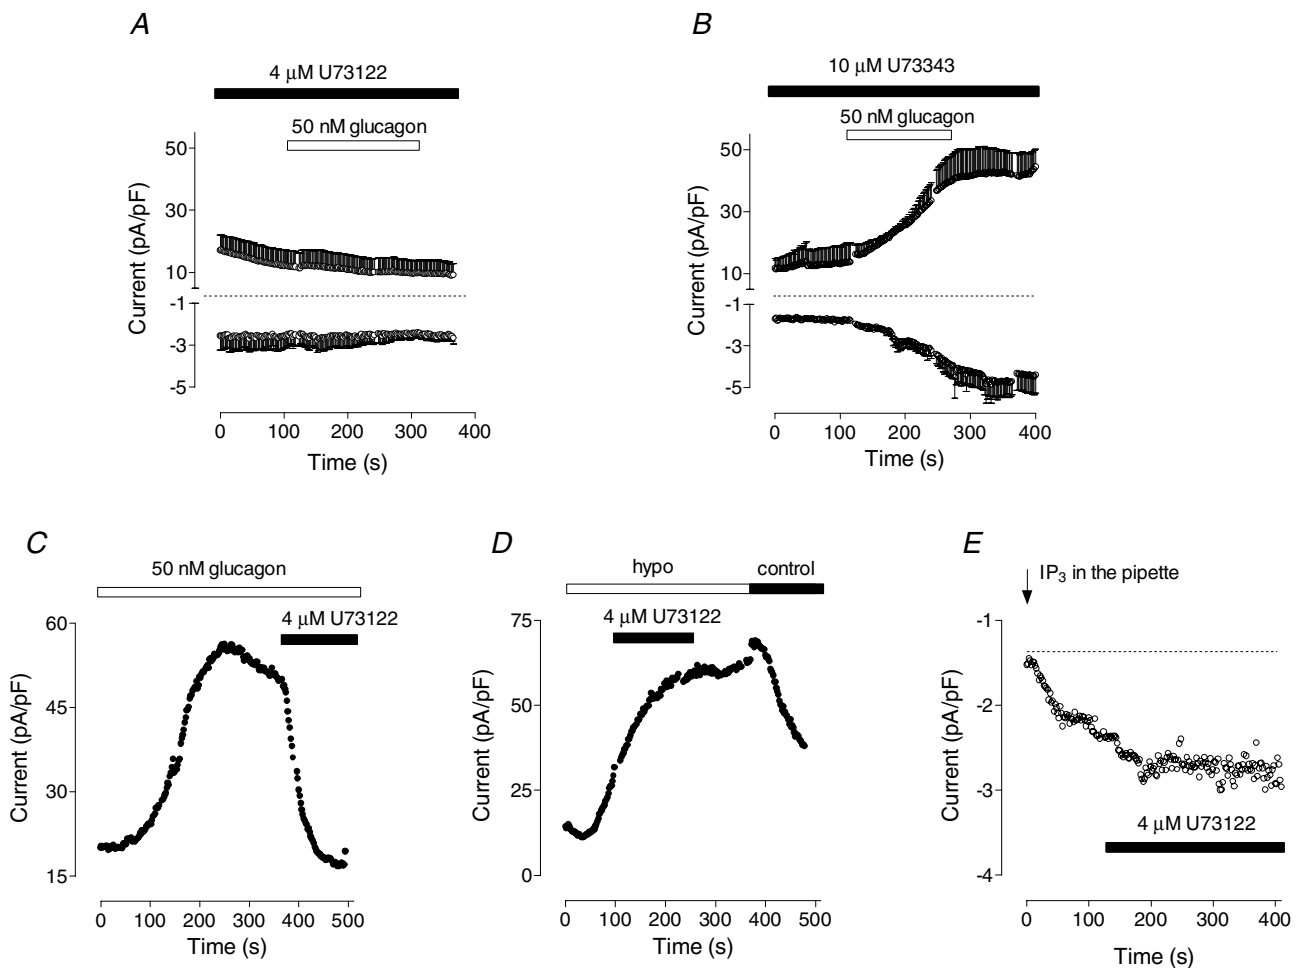 A
4 μM U73122
50 nM glucagon
50
30
10
-1
-3
-5
Current (pA/pF)
0 100 200 300 400
Time (s)
B
10 μM U73343
50 nM glucagon
50
30
10
-1
-3
-5
Current (pA/pF)
0 100 200 300 400
Time (s)
C
50 nM glucagon
4 μM U73122
60
45
30
15
Current (pA/pF)
0 100 200 300 400 500
Time (s)
D
hypo control
4 μM U73122
75
50
25
0
Current (pA/pF)
0 100 200 300 400 500
Time (s)
E
IP3 in the pipette
-1
-2
-3
-4
Current (pA/pF)
4 μM U73122
0 100 200 300 400
Time (s)